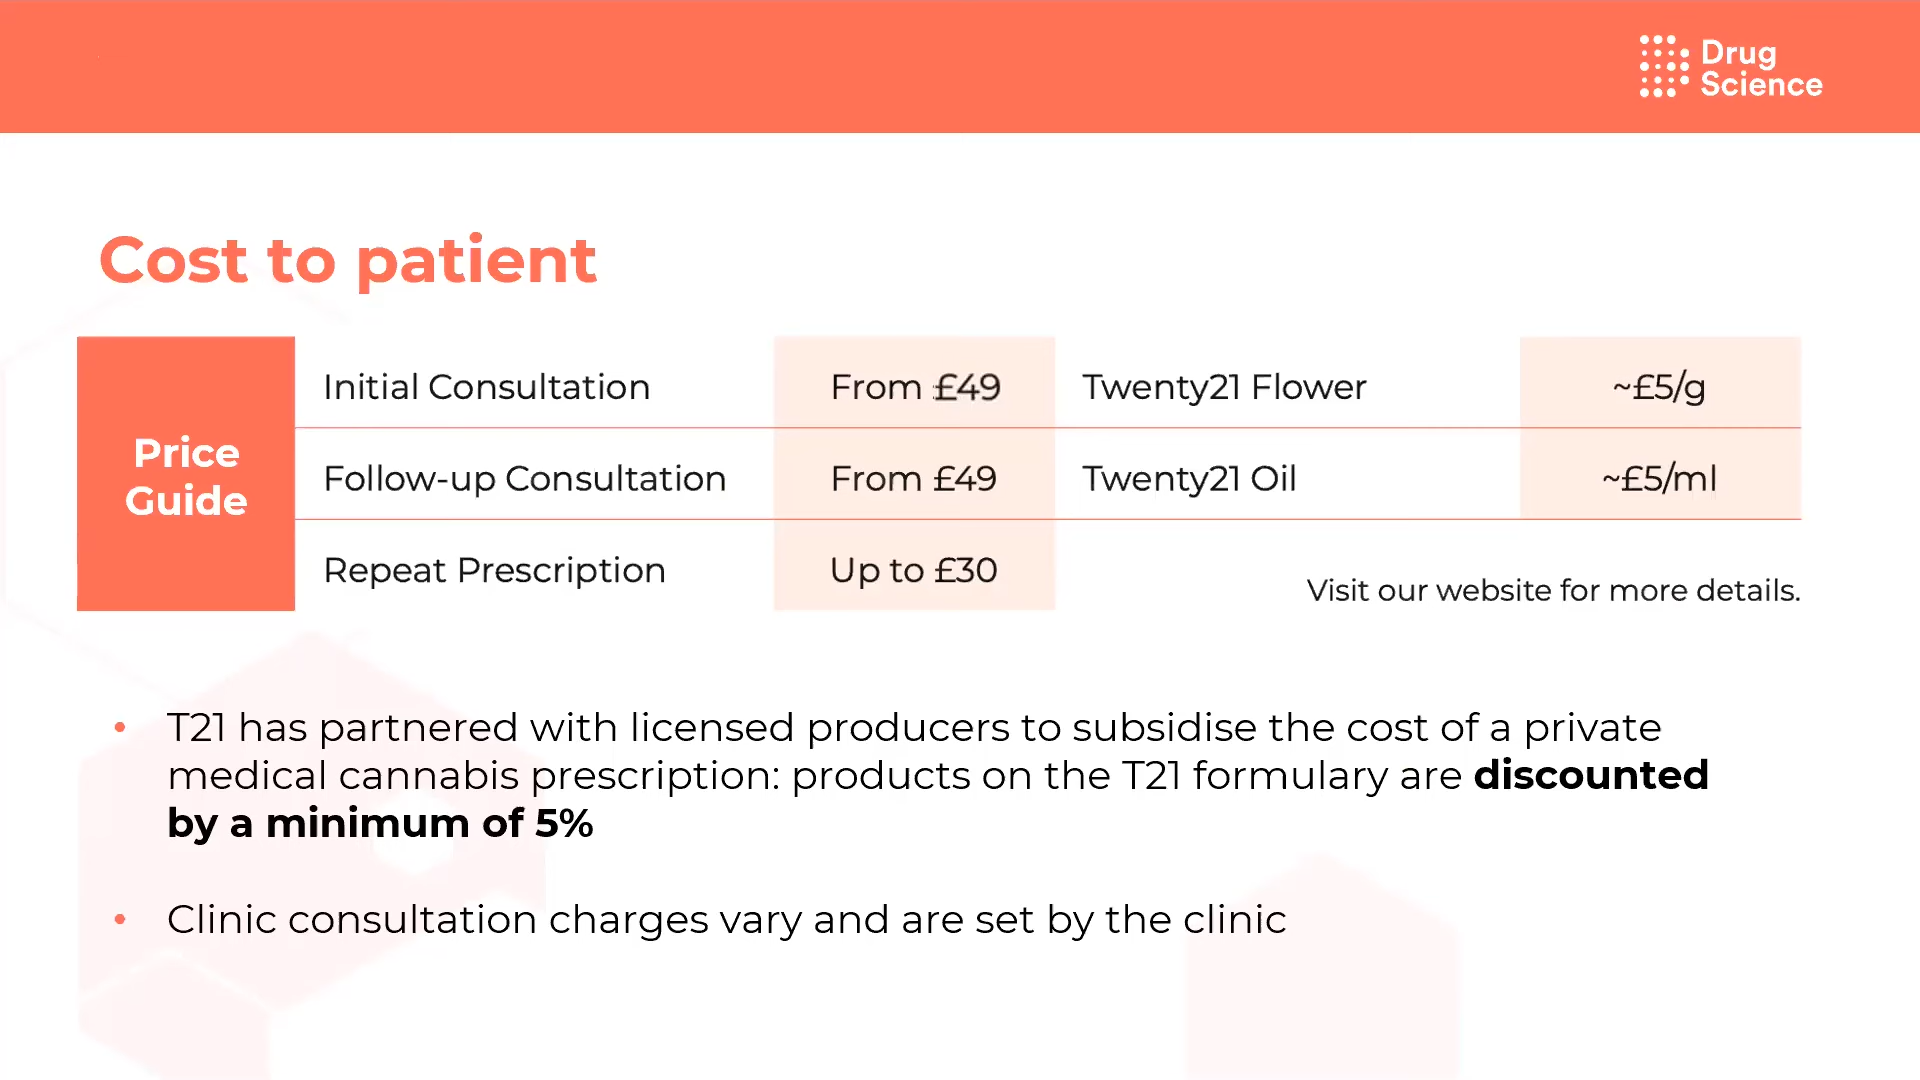 Drug
Science
Cost to patient
Price
Guide
Initial Consultation From £49 Twenty21 Flower ~£5/g
Follow-up Consultation From £49 Twenty21 Oil ~£5/ml
Repeat Prescription Up to £30
Visit our website for more details.
• T21 has partnered with licensed producers to subsidise the cost of a private
medical cannabis prescription: products on the T21 formulary are discounted
by a minimum of 5%
• Clinic consultation charges vary and are set by the clinic